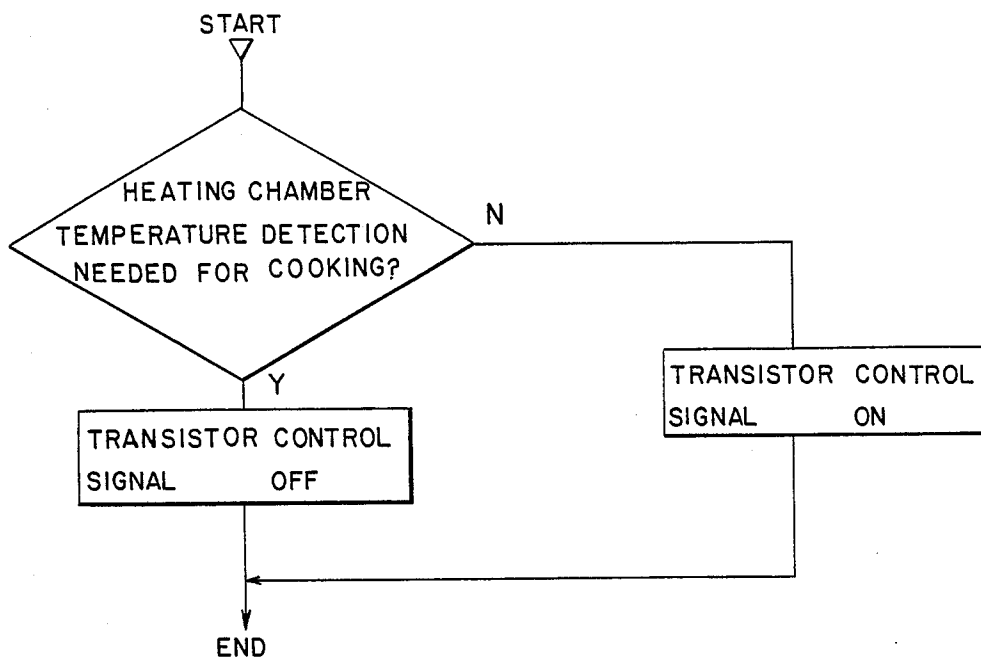 START
HEATING CHAMBER
TEMPERATURE DETECTION
NEEDED FOR COOKING?
N
Y
TRANSISTOR CONTROL
SIGNAL ON
TRANSISTOR CONTROL
SIGNAL OFF
END